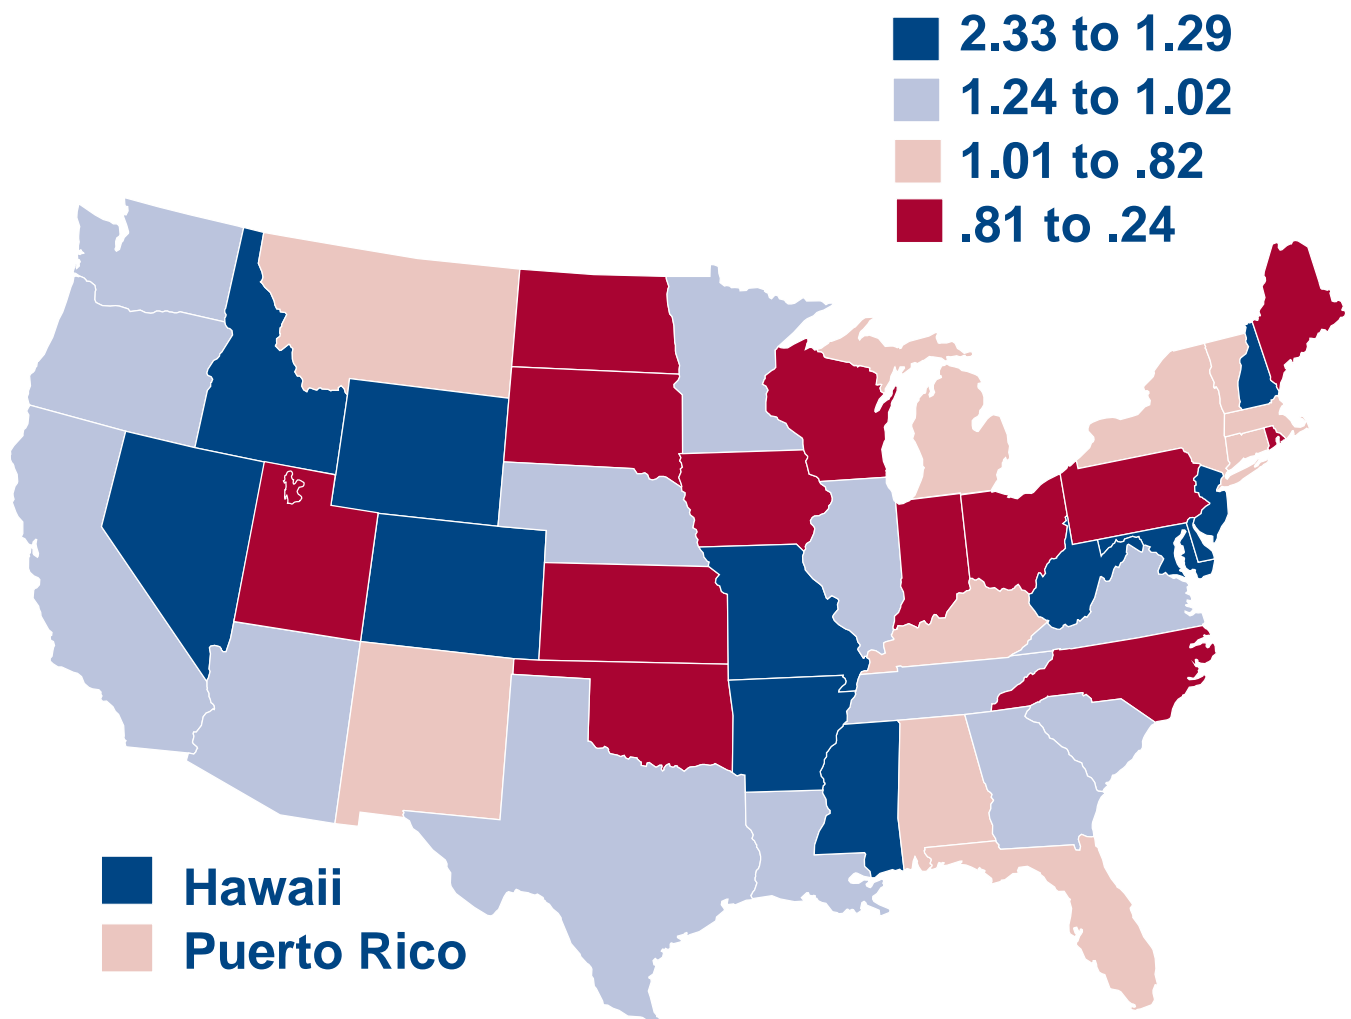 2.33 to 1.29
1.24 to 1.02
1.01 to .82
.81 to .24
Hawaii
Puerto Rico